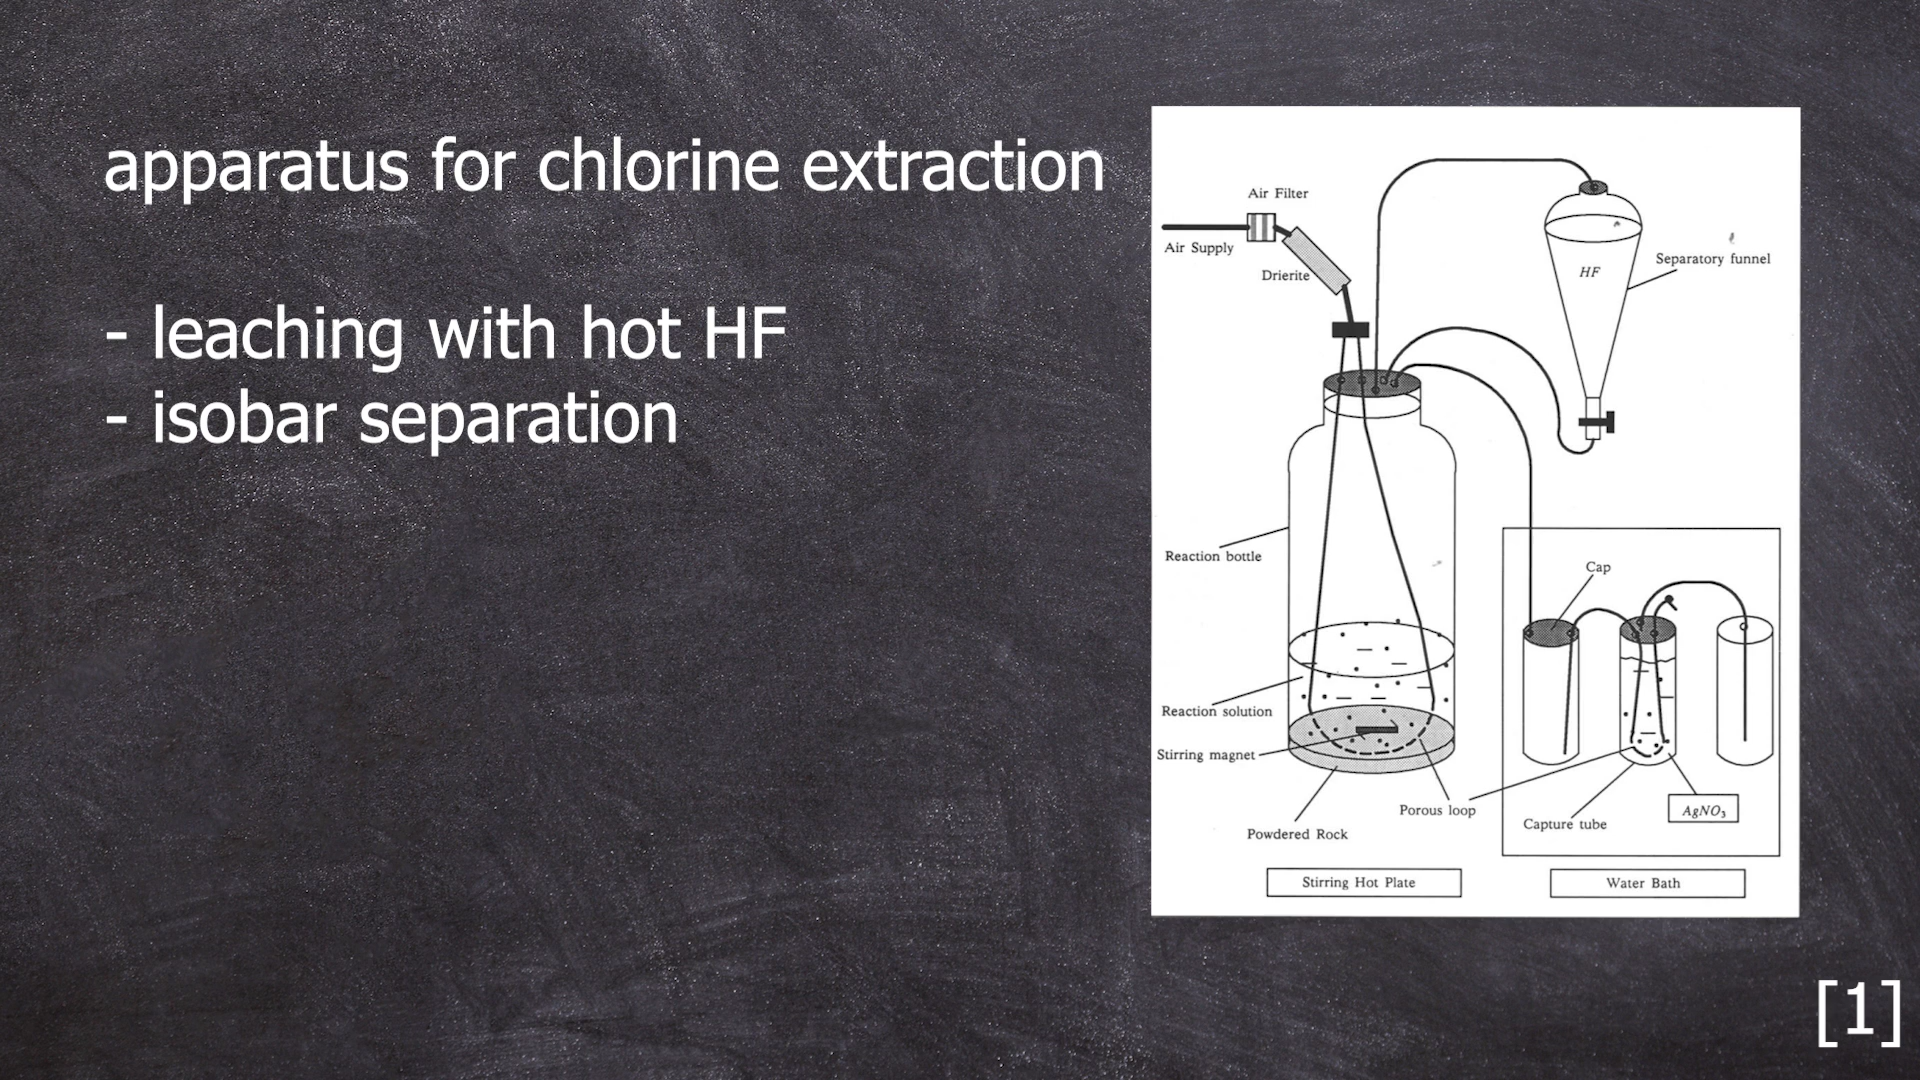 apparatus for chlorine extraction
- leaching with hot HF
- isobar separation
Air Filter
Air Supply
Drierite
HF
Separatory funnel
Reaction bottle
Cap
Reaction solution
Stirring magnet
Porous loop
AgNO₃
Capture tube
Powdered Rock
Stirring Hot Plate
Water Bath
[1]